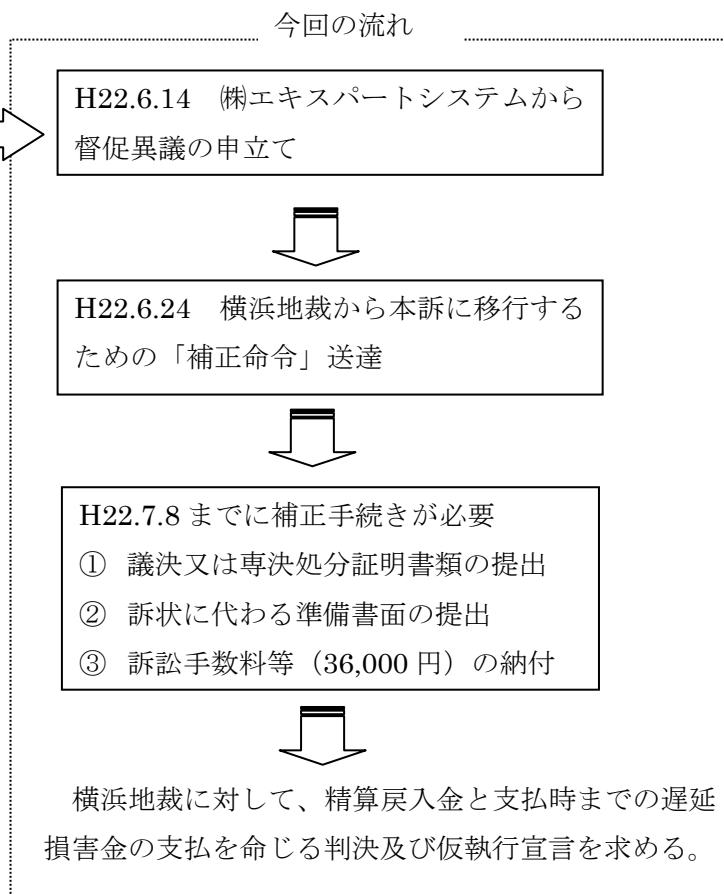 今回の流れ
H22.6.14　㈱エキスパートシステムから
督促異議の申立て
H22.6.24　横浜地裁から本訴に移行する
ための「補正命令」送達
H22.7.8 までに補正手続きが必要
①　議決又は専決処分証明書類の提出
②　訴状に代わる準備書面の提出
③　訴訟手数料等（36,000 円）の納付
横浜地裁に対して、精算戻入金と支払時までの遅延
損害金の支払を命じる判決及び仮執行宣言を求める。